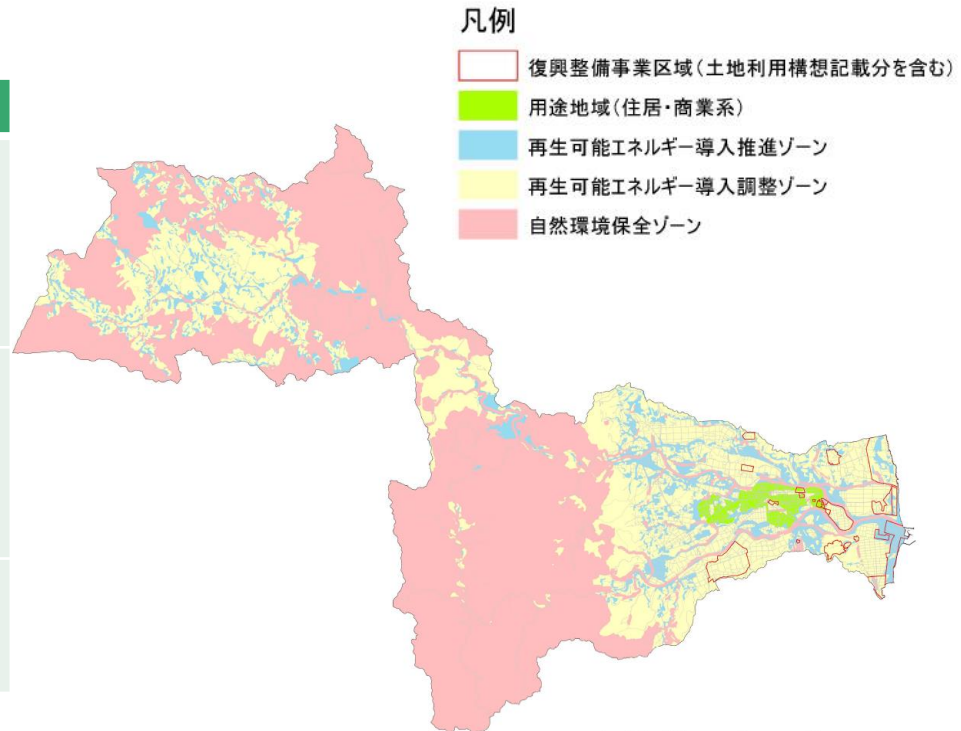 凡例
復興整備事業区域(土地利用構想記載分を含む)
用途地域(住居・商業系)
再生可能エネルギー導入推進ゾーン
再生可能エネルギー導入調整ゾーン
自然環境保全ゾーン